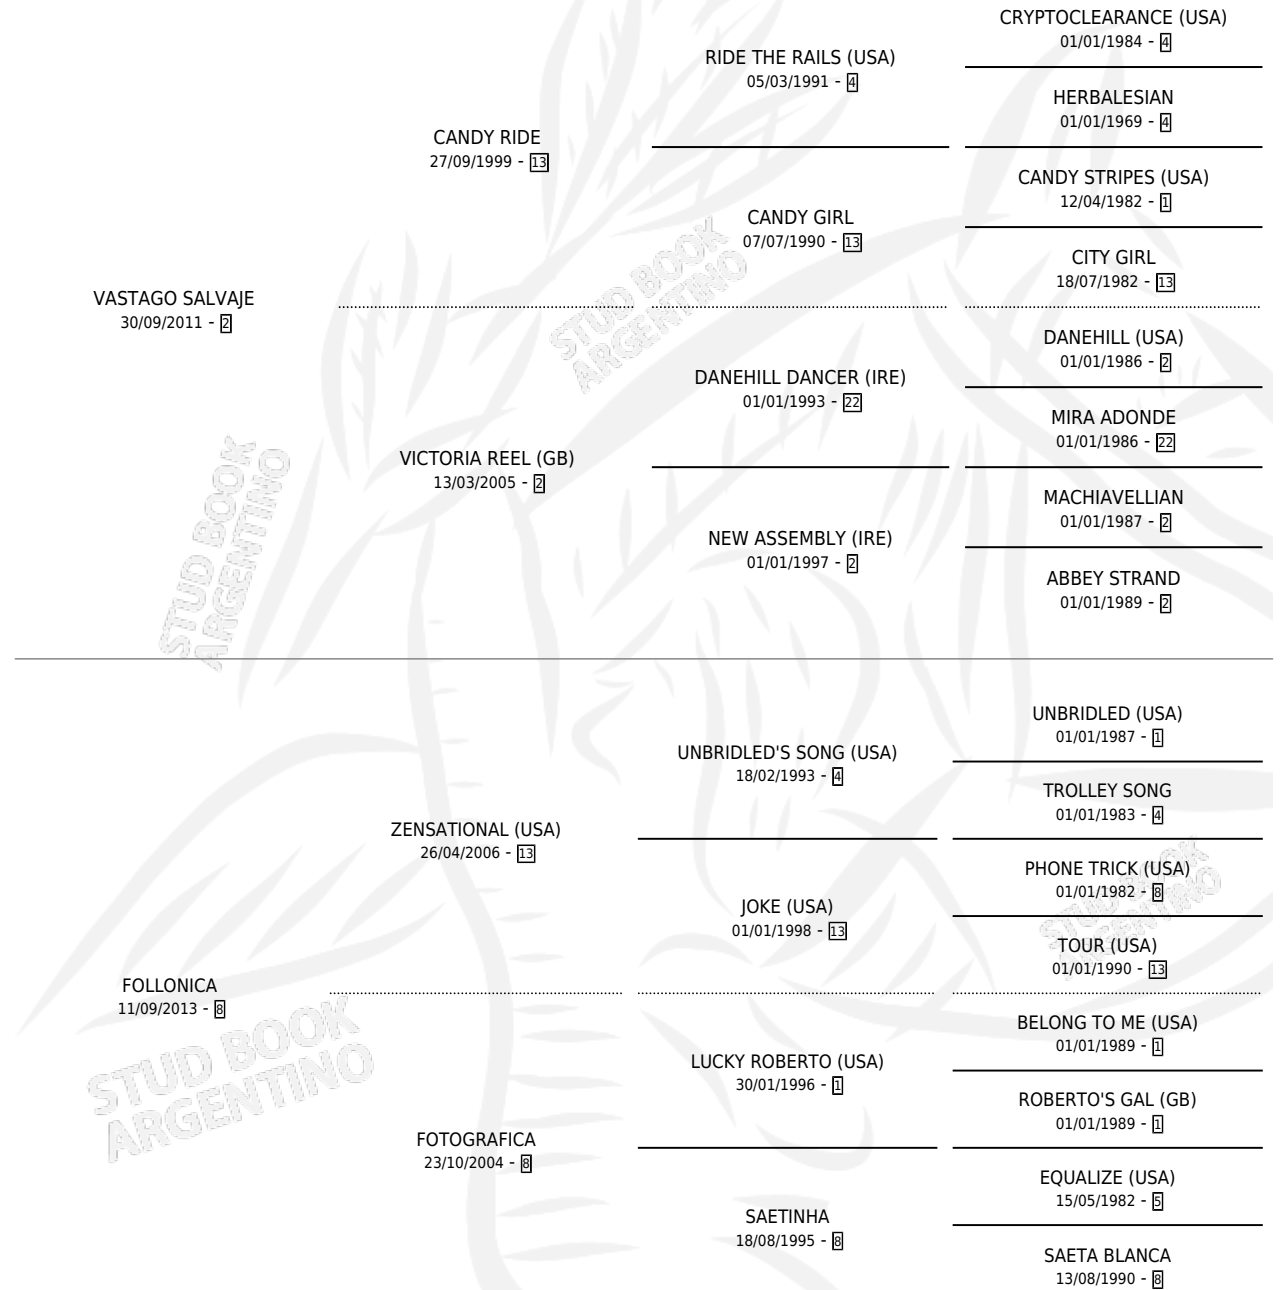 CRYPTOCLEARANCE (USA)
01/01/1984 - 4
RIDE THE RAILS (USA)
05/03/1991 - 4
HERBALESIAN
01/01/1969 - 4
CANDY RIDE
27/09/1999 - 13
CANDY STRIPES (USA)
12/04/1982 - 1
CANDY GIRL
07/07/1990 - 13
CITY GIRL
18/07/1982 - 13
VASTAGO SALVAJE
30/09/2011 - 2
DANEHILL (USA)
01/01/1986 - 2
DANEHILL DANCER (IRE)
01/01/1993 - 22
MIRA ADONDE
01/01/1986 - 22
VICTORIA REEL (GB)
13/03/2005 - 2
MACHIAVELLIAN
01/01/1987 - 2
NEW ASSEMBLY (IRE)
01/01/1997 - 2
ABBEY STRAND
01/01/1989 - 2
STUD BOOK
ARGENTINO
STUD BOOK
ARGENTINO
UNBRIDLED (USA)
01/01/1987 - 1
UNBRIDLED'S SONG (USA)
18/02/1993 - 4
TROLLEY SONG
01/01/1983 - 4
ZENSATIONAL (USA)
26/04/2006 - 13
PHONE TRICK (USA)
01/01/1982 - 8
JOKE (USA)
01/01/1998 - 13
TOUR (USA)
01/01/1990 - 13
STUD BOOK
ARGENTINO
FOLLONICA
11/09/2013 - 8
BELONG TO ME (USA)
01/01/1989 - 1
LUCKY ROBERTO (USA)
30/01/1996 - 1
ROBERTO'S GAL (GB)
01/01/1989 - 1
FOTOGRAFICA
23/10/2004 - 8
EQUALIZE (USA)
15/05/1982 - 5
SAETINHA
18/08/1995 - 8
SAETA BLANCA
13/08/1990 - 8
STUD BOOK
ARGENTINO